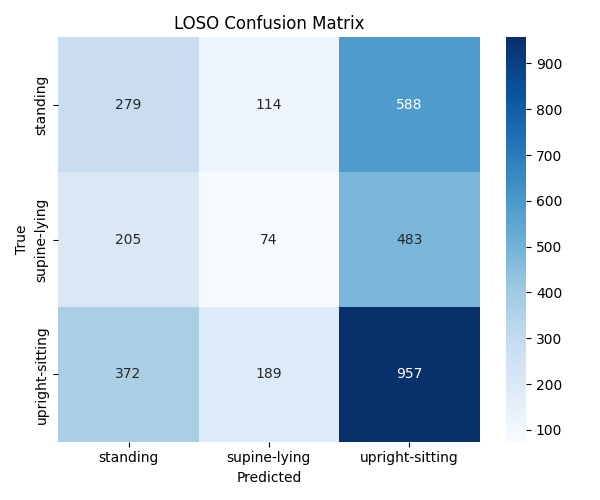 LOSO Confusion Matrix
standing
279 114 588
supine-lying
205 74 483
upright-sitting
372 189 957
True
standing supine-lying upright-sitting
Predicted
900
800
700
600
500
400
300
200
100